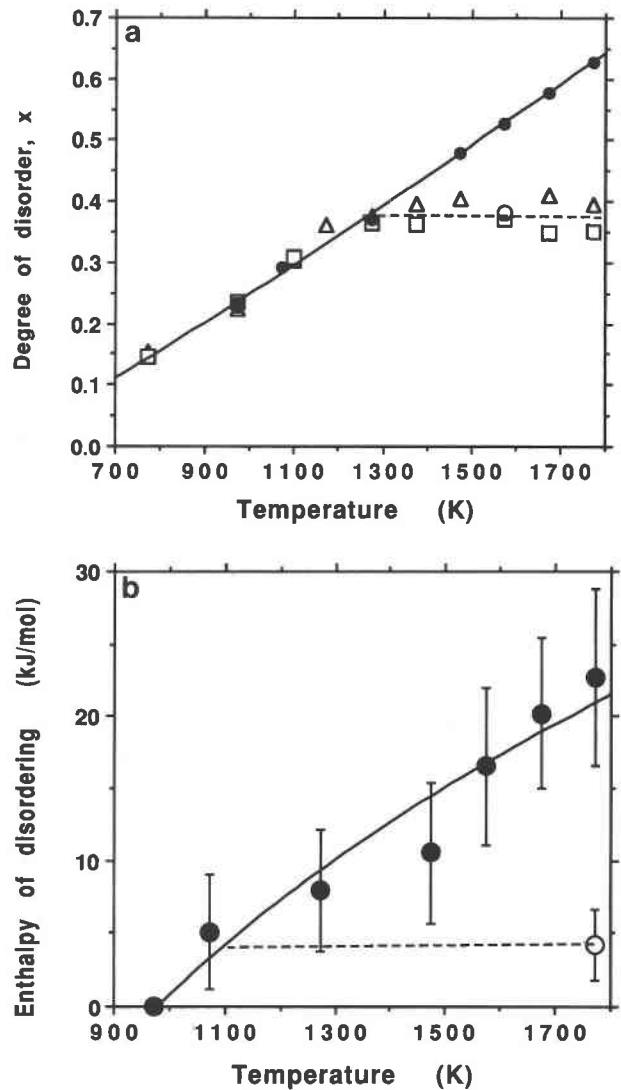 a
0.7
0.6
0.5
0.4
0.3
0.2
0.1
0.0
Degree of disorder, x
700 900 1100 1300 1500 1700
Temperature (K)
b
30
20
10
0
Enthalpy of disordering (kJ/mol)
900 1100 1300 1500 1700
Temperature (K)